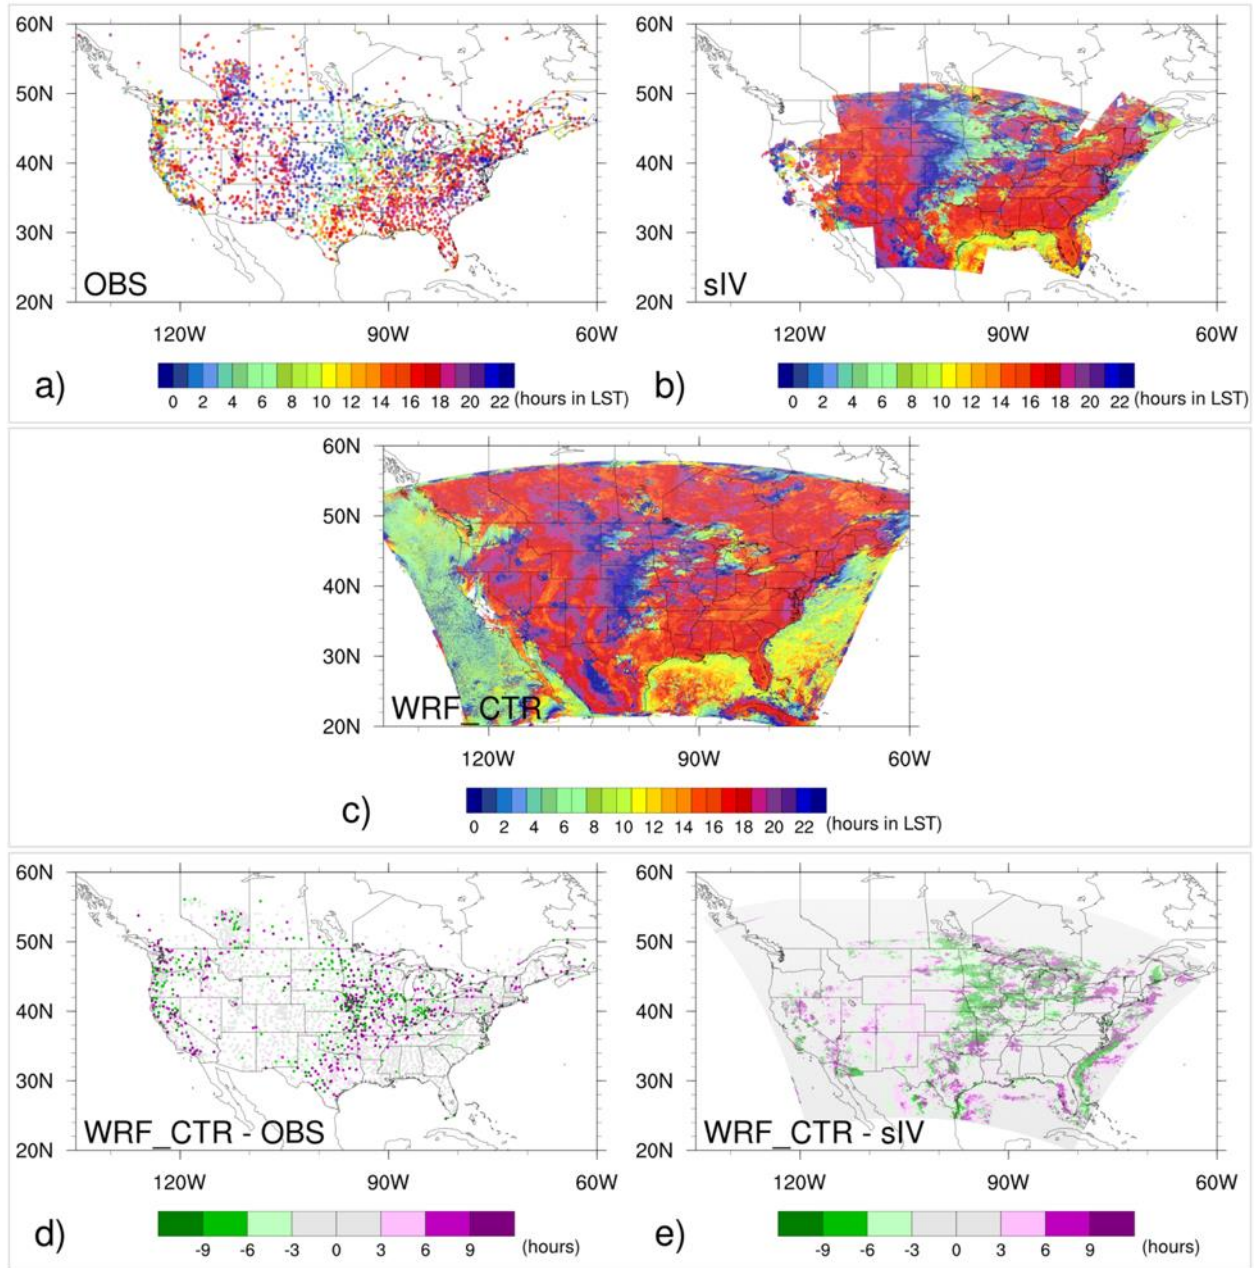 60N 60N
50N 50N
40N 40N
30N 30N
OBS sIV
20N 20N
120W 90W 60W 120W 90W 60W
a) 0 2 4 6 8 10 12 14 16 18 20 22 (hours in LST) b) 0 2 4 6 8 10 12 14 16 18 20 22 (hours in LST)
60N
50N
40N
30N
WRF_CTR
20N
120W 90W 60W
c) 0 2 4 6 8 10 12 14 16 18 20 22 (hours in LST)
60N 60N
50N 50N
40N 40N
30N 30N
WRF_CTR - OBS WRF_CTR - sIV
20N 20N
120W 90W 60W 120W 90W 60W
d) -9 -6 -3 0 3 6 9 (hours) e) -9 -6 -3 0 3 6 9 (hours)